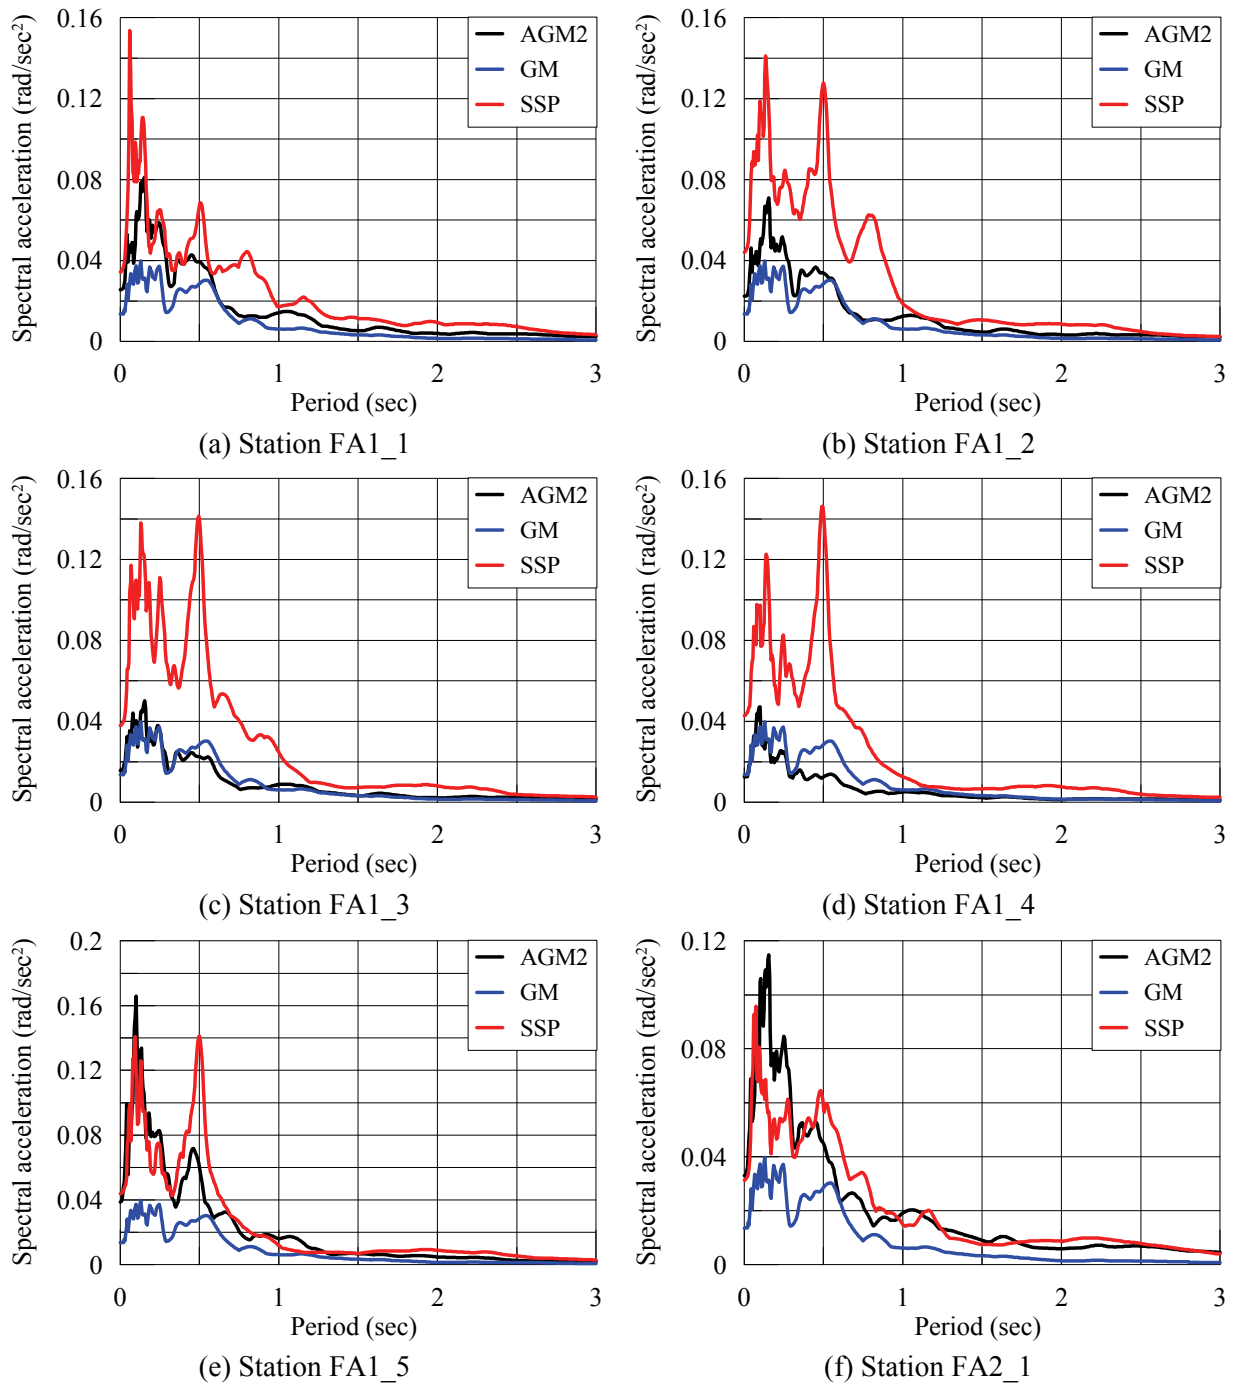 Spectral acceleration (rad/sec²)
0.16
0.12
0.08
0.04
0
AGM2
GM
SSP
0 1 2 3
Period (sec)
(a) Station FA1_1
Spectral acceleration (rad/sec²)
0.16
0.12
0.08
0.04
0
AGM2
GM
SSP
0 1 2 3
Period (sec)
(b) Station FA1_2
Spectral acceleration (rad/sec²)
0.16
0.12
0.08
0.04
0
AGM2
GM
SSP
0 1 2 3
Period (sec)
(c) Station FA1_3
Spectral acceleration (rad/sec²)
0.16
0.12
0.08
0.04
0
AGM2
GM
SSP
0 1 2 3
Period (sec)
(d) Station FA1_4
Spectral acceleration (rad/sec²)
0.2
0.16
0.12
0.08
0.04
0
AGM2
GM
SSP
0 1 2 3
Period (sec)
(e) Station FA1_5
Spectral acceleration (rad/sec²)
0.12
0.08
0.04
0
AGM2
GM
SSP
0 1 2 3
Period (sec)
(f) Station FA2_1